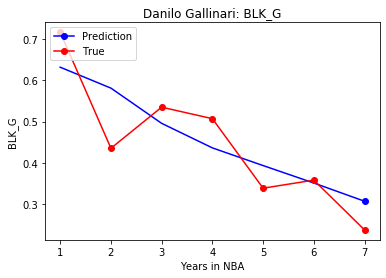 Danilo Gallinari: BLK_G
Prediction
True
0.7
0.6
0.5
0.4
0.3
BLK_G
1 2 3 4 5 6 7
Years in NBA